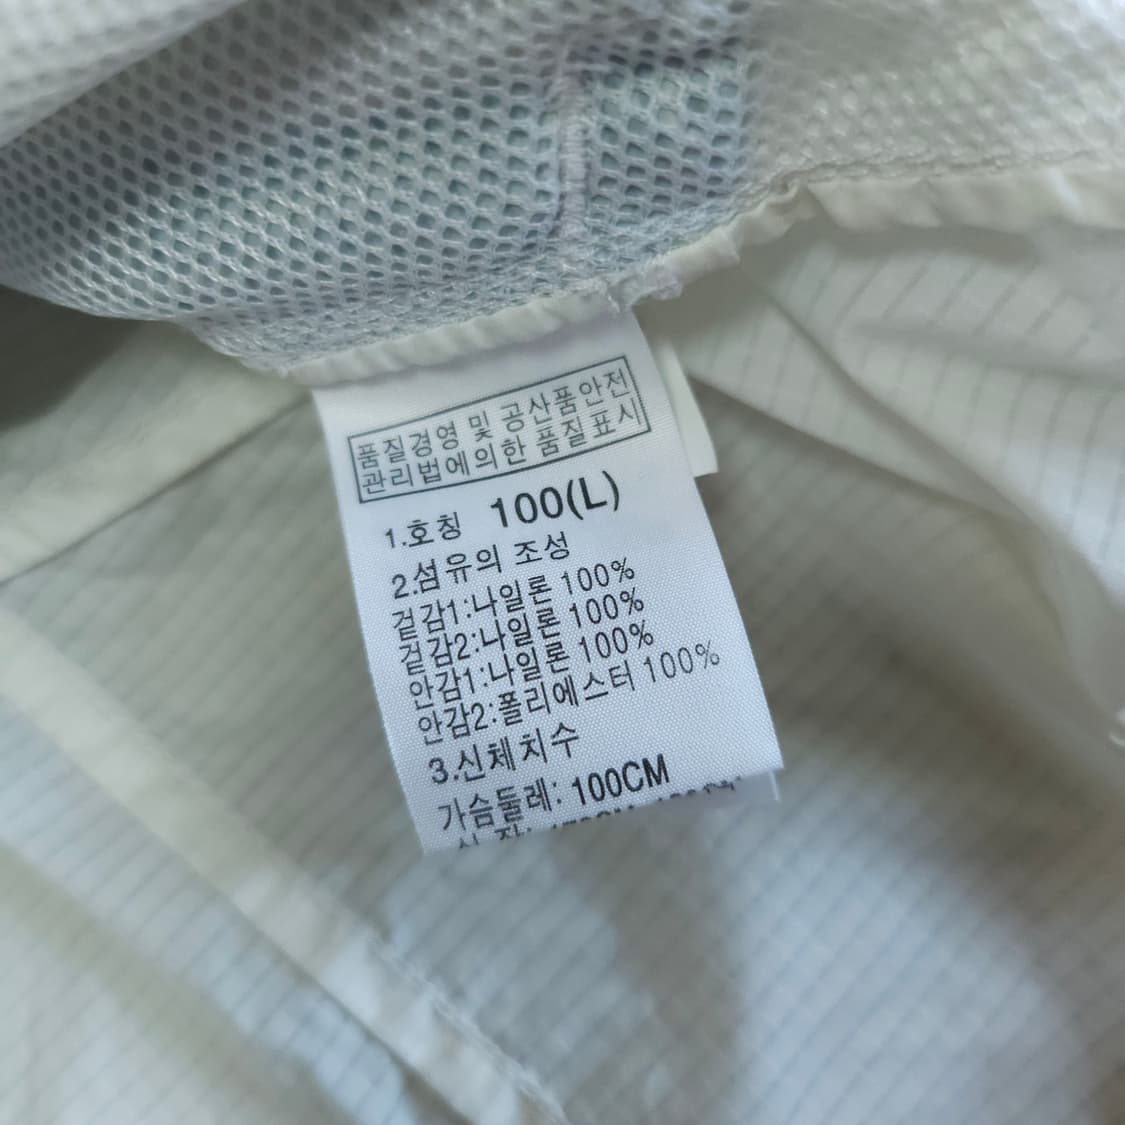 품질경영 및 공산품안전
관리법에의한 품질표시
1.호칭 100(L)
2.섬유의 조성
겉감1:나일론 100%
겉감2:나일론 100%
안감1:나일론 100%
안감2:폴리에스터 100%
3.신체치수
가슴둘레: 100CM